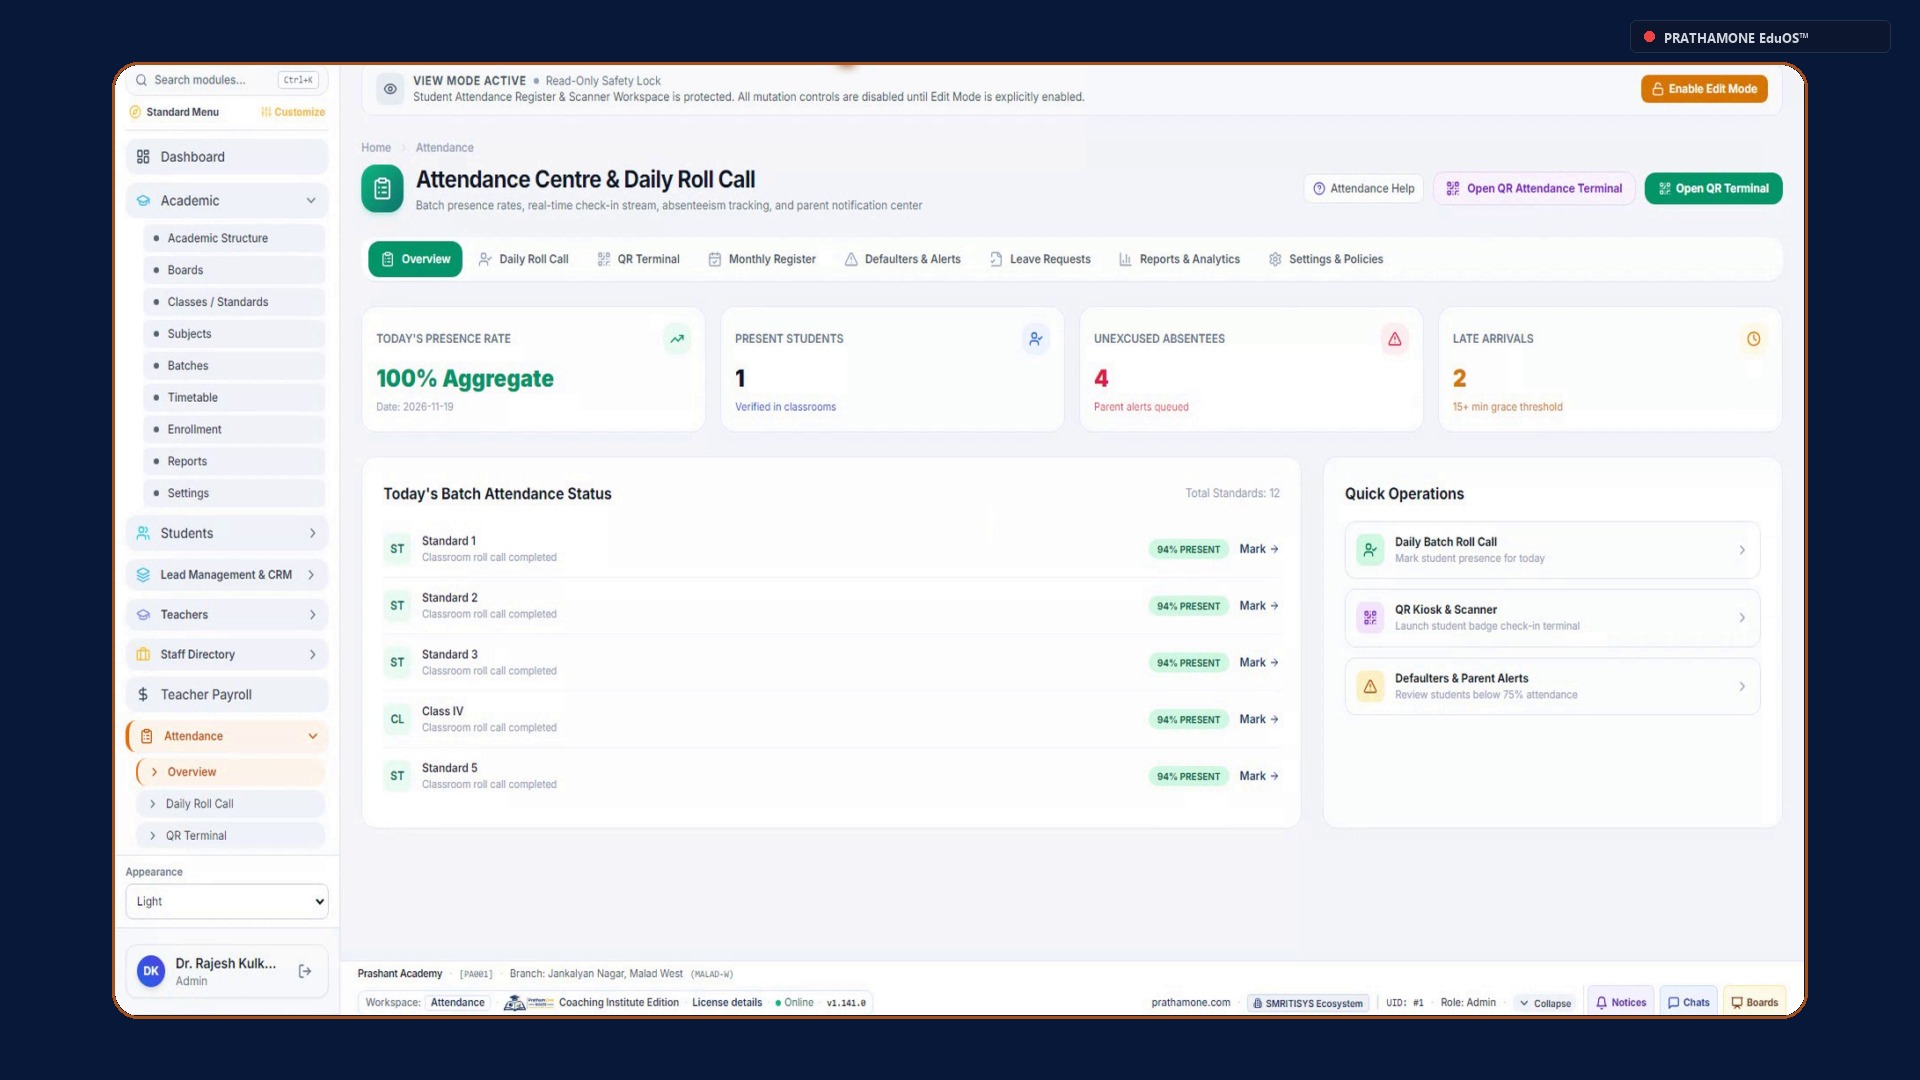 PRATHAMONE EduOS™
Search modules... Ctrl+K
Standard Menu Customize
Dashboard
Academic
Academic Structure
Boards
Classes / Standards
Subjects
Batches
Timetable
Enrollment
Reports
Settings
Students
Lead Management & CRM
Teachers
Staff Directory
Teacher Payroll
Attendance
Overview
Daily Roll Call
QR Terminal
Appearance
Light
DK
Dr. Rajesh Kulk...
Admin
VIEW MODE ACTIVE Read-Only Safety Lock
Student Attendance Register & Scanner Workspace is protected. All mutation controls are disabled until Edit Mode is explicitly enabled.
Enable Edit Mode
Home Attendance
Attendance Centre & Daily Roll Call
Batch presence rates, real-time check-in stream, absenteeism tracking, and parent notification center
Attendance Help Open QR Attendance Terminal Open QR Terminal
Overview Daily Roll Call QR Terminal Monthly Register Defaulters & Alerts Leave Requests Reports & Analytics Settings & Policies
TODAY'S PRESENCE RATE
100% Aggregate
Date: 2026-11-19
PRESENT STUDENTS
1
Verified in classrooms
UNEXCUSED ABSENTEES
4
Parent alerts queued
LATE ARRIVALS
2
15+ min grace threshold
Today's Batch Attendance Status Total Standards: 12
ST Standard 1 94% PRESENT Mark →
Classroom roll call completed
ST Standard 2 94% PRESENT Mark →
Classroom roll call completed
ST Standard 3 94% PRESENT Mark →
Classroom roll call completed
CL Class IV 94% PRESENT Mark →
Classroom roll call completed
ST Standard 5 94% PRESENT Mark →
Classroom roll call completed
Quick Operations
Daily Batch Roll Call
Mark student presence for today
QR Kiosk & Scanner
Launch student badge check-in terminal
Defaulters & Parent Alerts
Review students below 75% attendance
Prashant Academy · [PA001] · Branch: Jankalyan Nagar, Malad West (MALAD-W)
Workspace: Attendance · Coaching Institute Edition · License details · Online · v1.141.0
prathamone.com · SMRITISYS Ecosystem | UID: #1 · Role: Admin · Collapse Notices Chats Boards